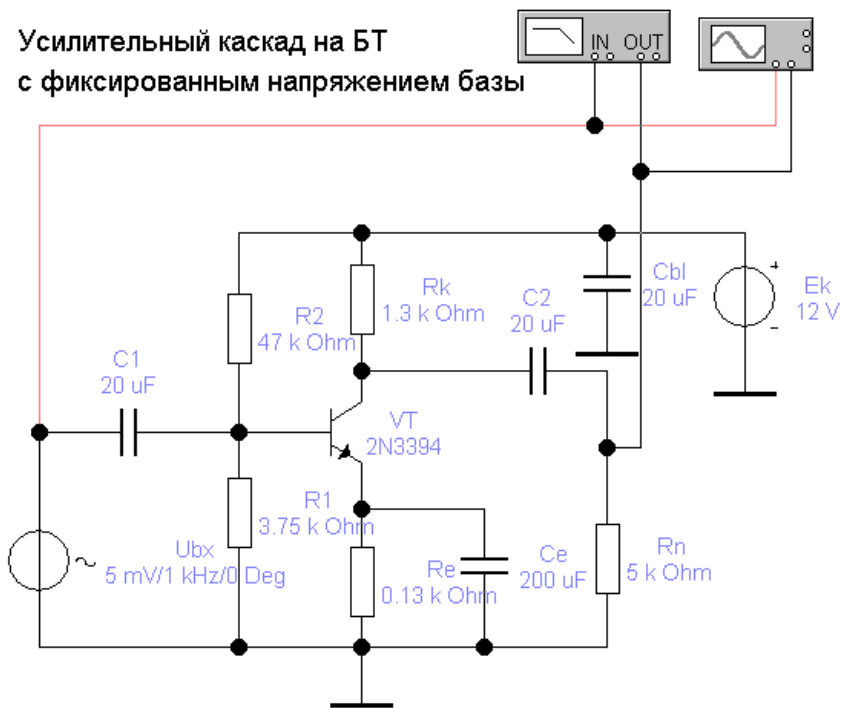 Усилительный каскад на БТ
с фиксированным напряжением базы
IN OUT
Rk
1.3 k Ohm
R2
47 k Ohm
C2
20 uF
Cbl
20 uF
+
Ek
12 V
-
C1
20 uF
VT
2N3394
R1
3.75 k Ohm
Ubx
5 mV/1 kHz/0 Deg
Re
0.13 k Ohm
Ce
200 uF
Rn
5 k Ohm